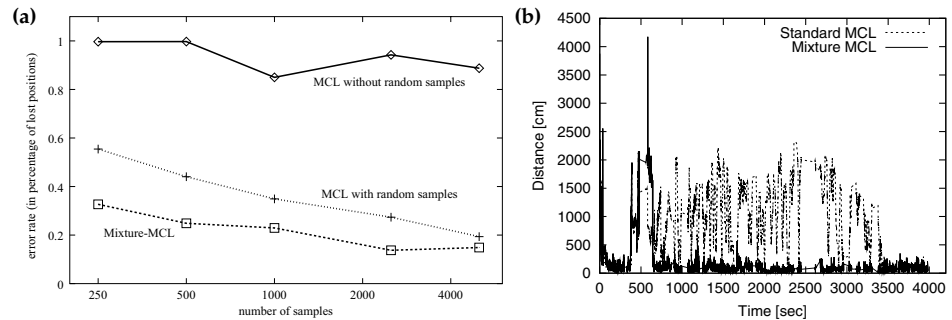 (a)
1
0.8
0.6
0.4
0.2
0
error rate (in percentage of lost positions)
MCL without random samples
MCL with random samples
Mixture-MCL
250
500
1000
2000
4000
number of samples
(b)
4500
4000
3500
3000
2500
2000
1500
1000
500
0
Distance [cm]
Standard MCL
Mixture MCL
0
500
1000
1500
2000
2500
3000
3500
4000
Time [sec]